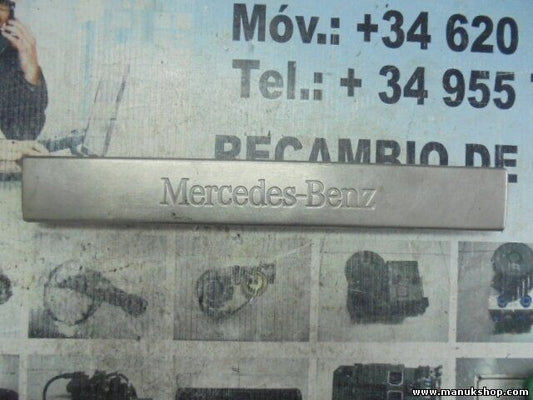 Móv.: +34 620
Tel.: + 34 955
RECAMBIO DE
Mercedes-Benz
www.manukshop.com